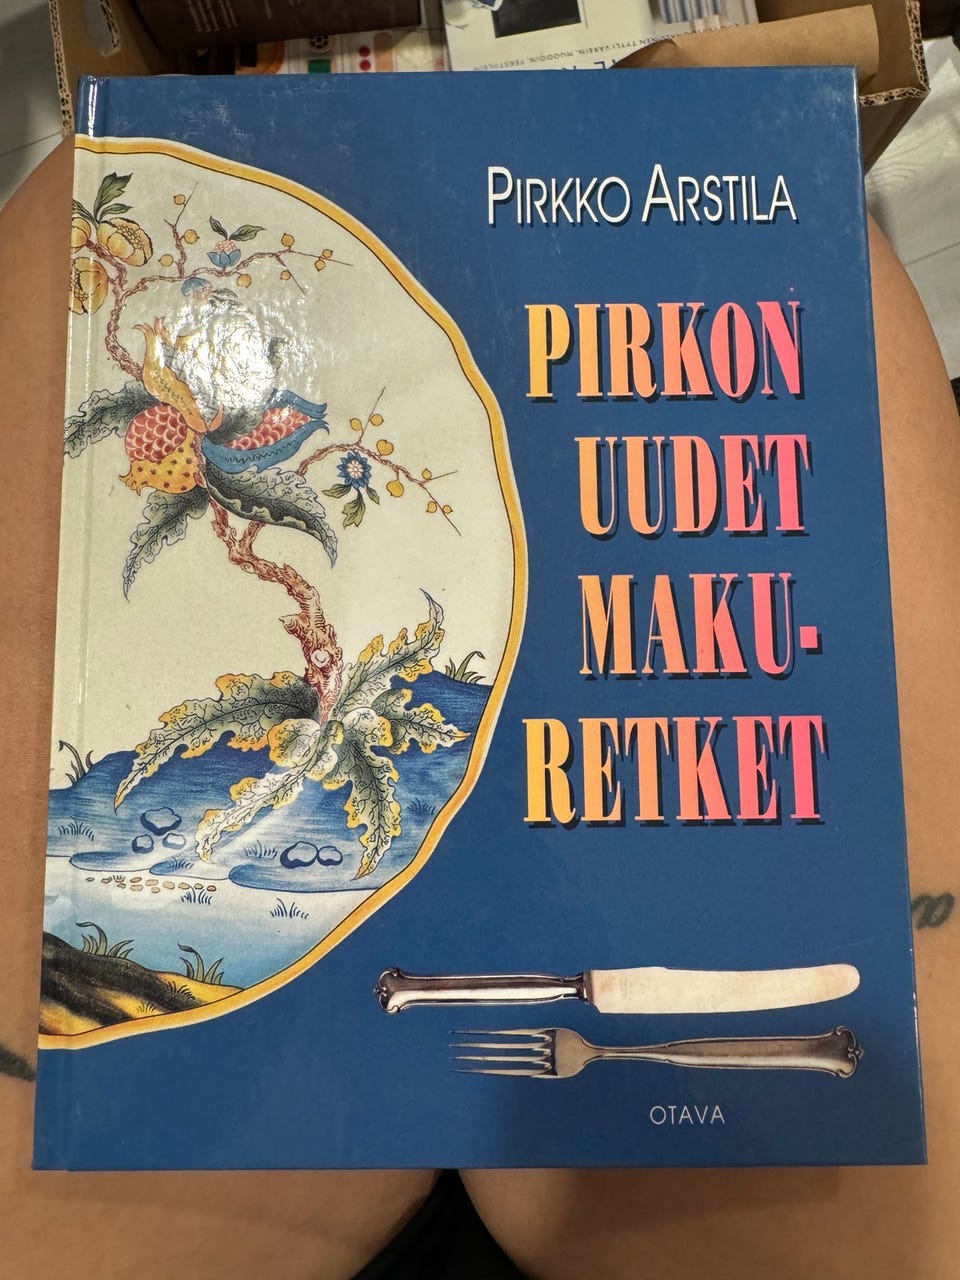 PIRKKO ARSTILA
PIRKON
UUDET
MAKU-
RETKET
OTAVA